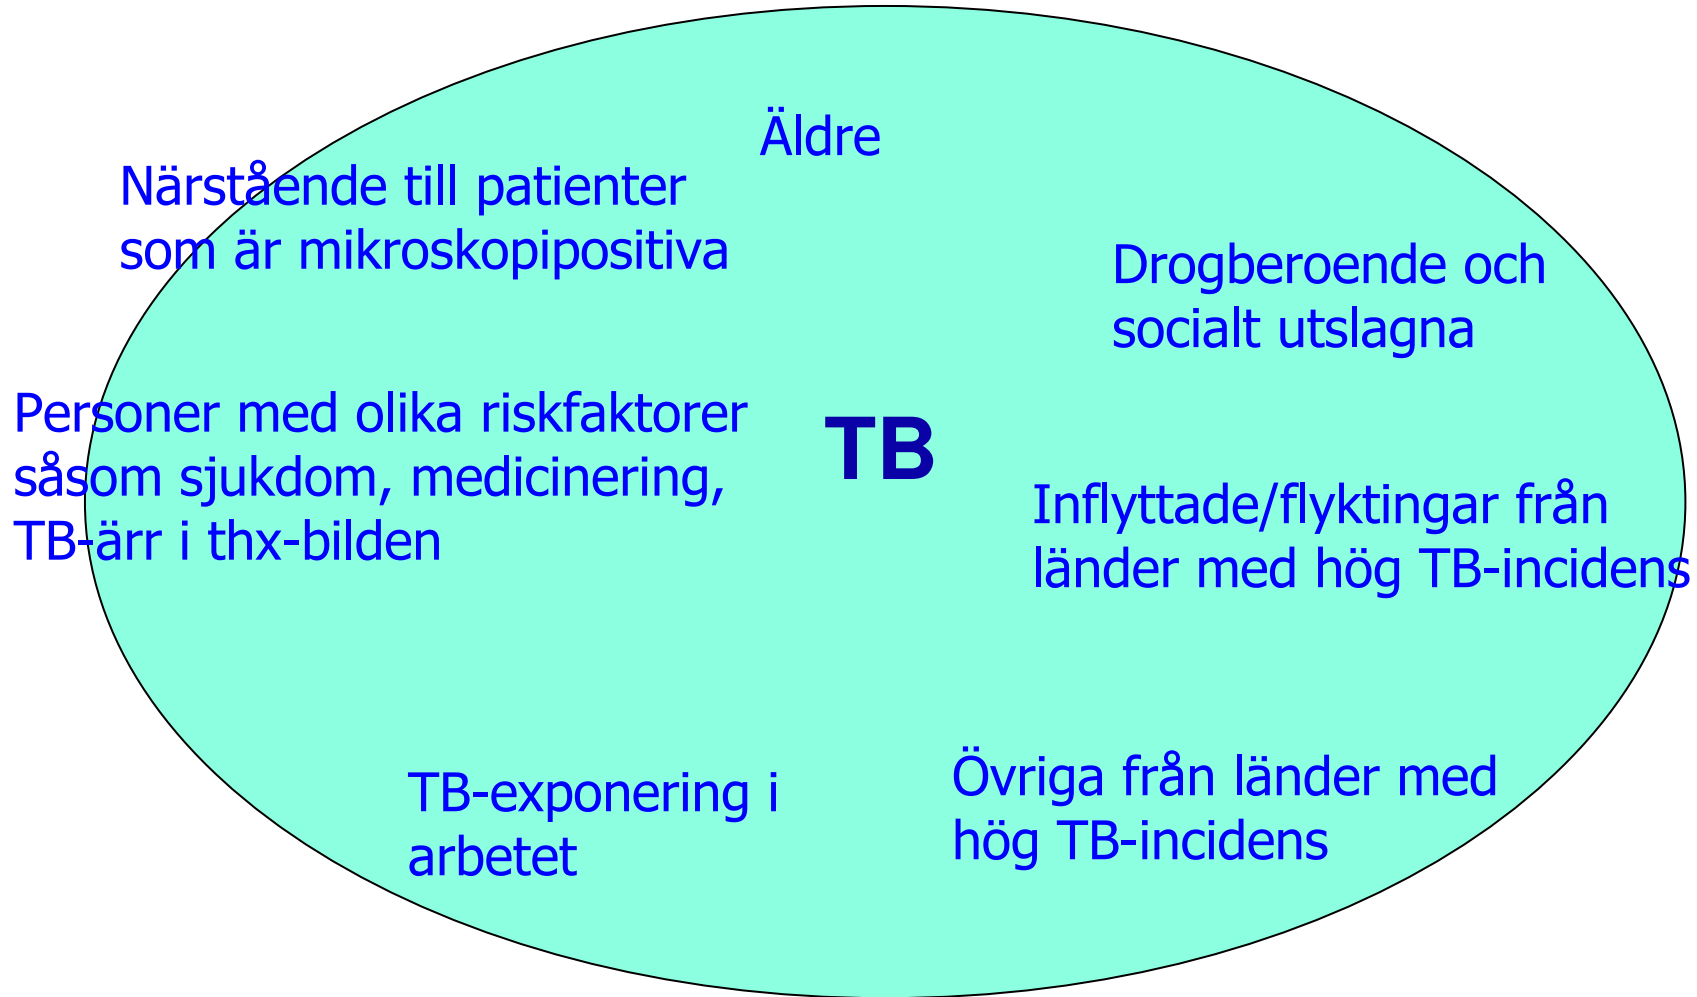 Äldre
Närstående till patienter
som är mikroskopipositiva
Drogberoende och
socialt utslagna
Personer med olika riskfaktorer
såsom sjukdom, medicinering,
TB-ärr i thx-bilden
TB
Inflyttade/flyktingar från
länder med hög TB-incidens
TB-exponering i
arbetet
Övriga från länder med
hög TB-incidens